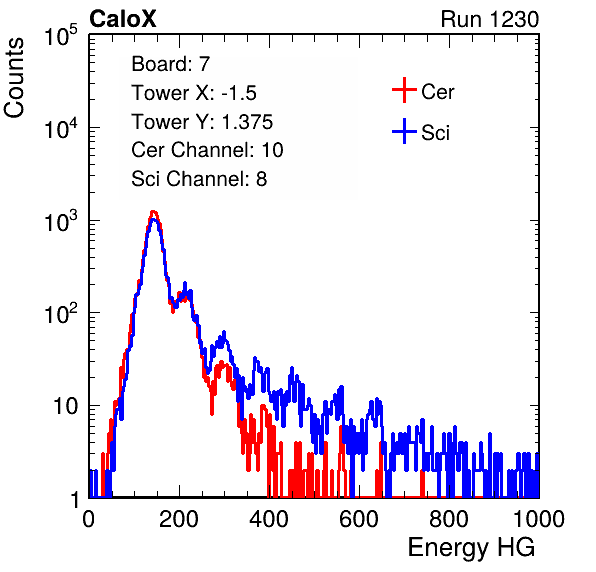 CaloX Run 1230
Counts
10^5
10^4
10^3
10^2
10
1
Board: 7
Tower X: -1.5
Tower Y: 1.375
Cer Channel: 10
Sci Channel: 8
Cer
Sci
0 200 400 600 800 1000
Energy HG